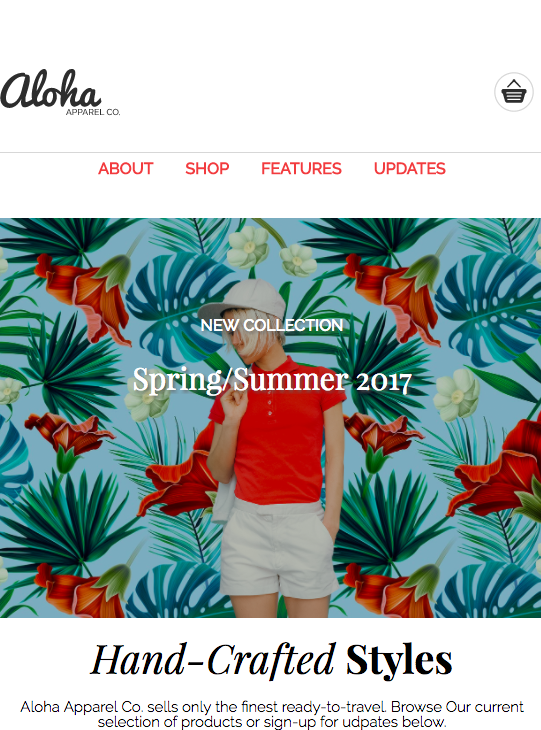 Aloha
APPAREL CO.
ABOUT SHOP FEATURES UPDATES
NEW COLLECTION
Spring/Summer 2017
Hand-Crafted Styles
Aloha Apparel Co. sells only the finest ready-to-travel. Browse Our current
selection of products or sign-up for udpates below.